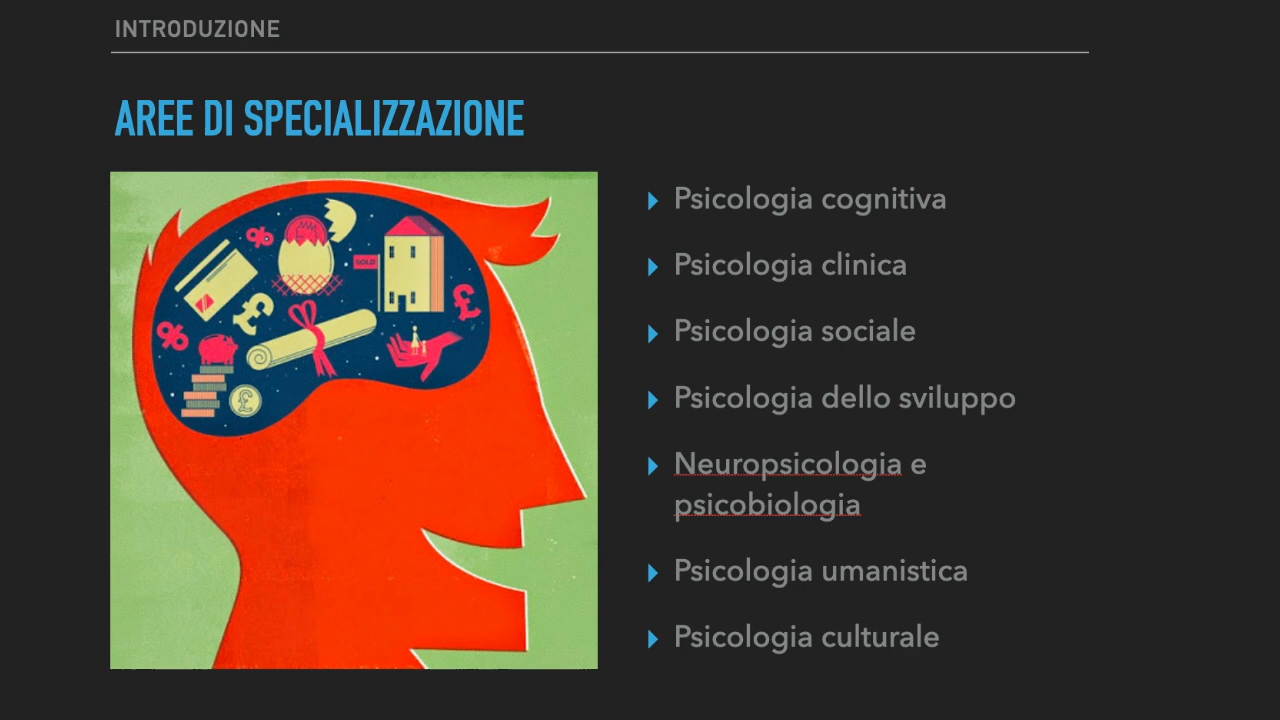 INTRODUZIONE
AREE DI SPECIALIZZAZIONE
Psicologia cognitiva
Psicologia clinica
Psicologia sociale
Psicologia dello sviluppo
Neuropsicologia e
psicobiologia
Psicologia umanistica
Psicologia culturale
%
SOLD
£
£
%
£